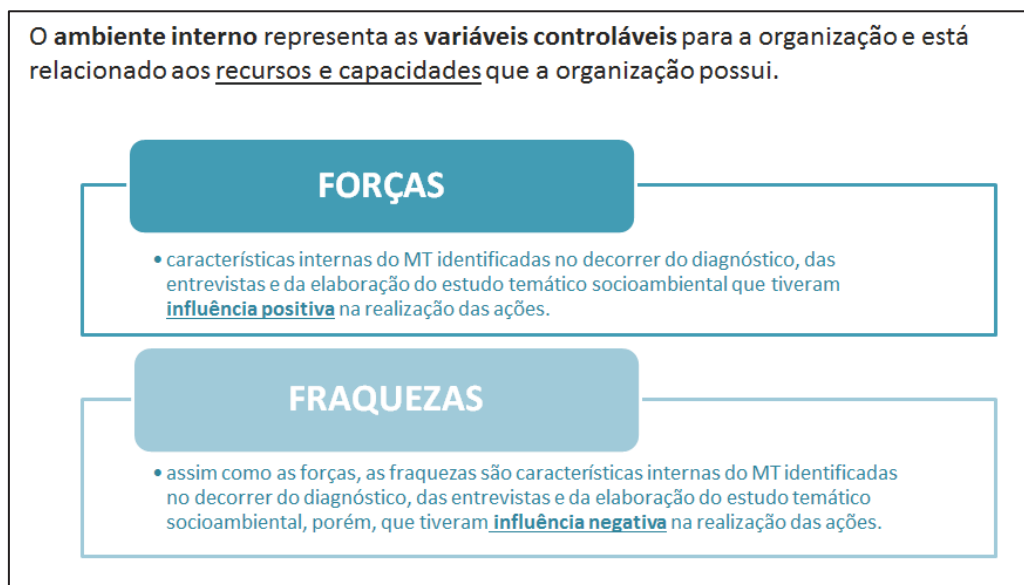 O ambiente interno representa as variáveis controláveis para a organização e está
relacionado aos recursos e capacidades que a organização possui.
FORÇAS
• características internas do MT identificadas no decorrer do diagnóstico, das
entrevistas e da elaboração do estudo temático socioambiental que tiveram
influência positiva na realização das ações.
FRAQUEZAS
• assim como as forças, as fraquezas são características internas do MT identificadas
no decorrer do diagnóstico, das entrevistas e da elaboração do estudo temático
socioambiental, porém, que tiveram influência negativa na realização das ações.